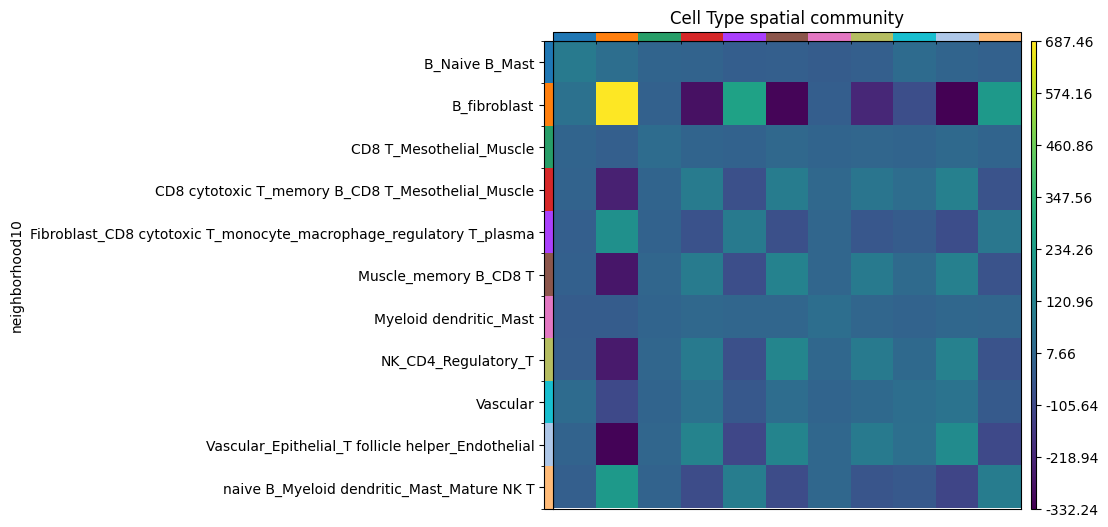 Cell Type spatial community
neighborhood10
B_Naive B_Mast
B_fibroblast
CD8 T_Mesothelial_Muscle
CD8 cytotoxic T_memory B_CD8 T_Mesothelial_Muscle
Fibroblast_CD8 cytotoxic T_monocyte_macrophage_regulatory T_plasma
Muscle_memory B_CD8 T
Myeloid dendritic_Mast
NK_CD4_Regulatory_T
Vascular
Vascular_Epithelial_T follicle helper_Endothelial
naive B_Myeloid dendritic_Mast_Mature NK T
687.46
574.16
460.86
347.56
234.26
120.96
7.66
-105.64
-218.94
-332.24